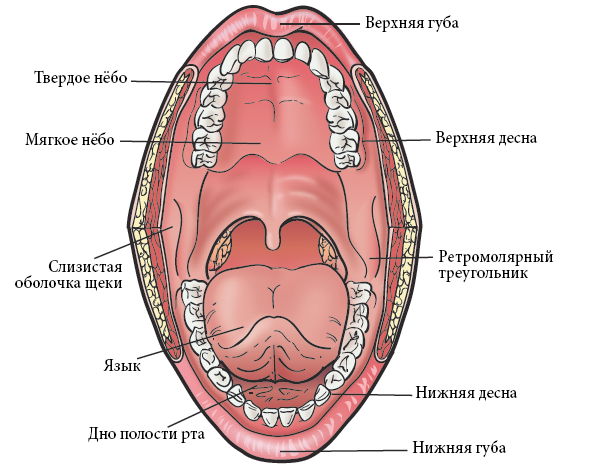 Верхняя губа
Твердое нёбо
Мягкое нёбо
Верхняя десна
Слизистая
оболочка щеки
Ретромолярный
треугольник
Язык
Нижняя десна
Дно полости рта
Нижняя губа